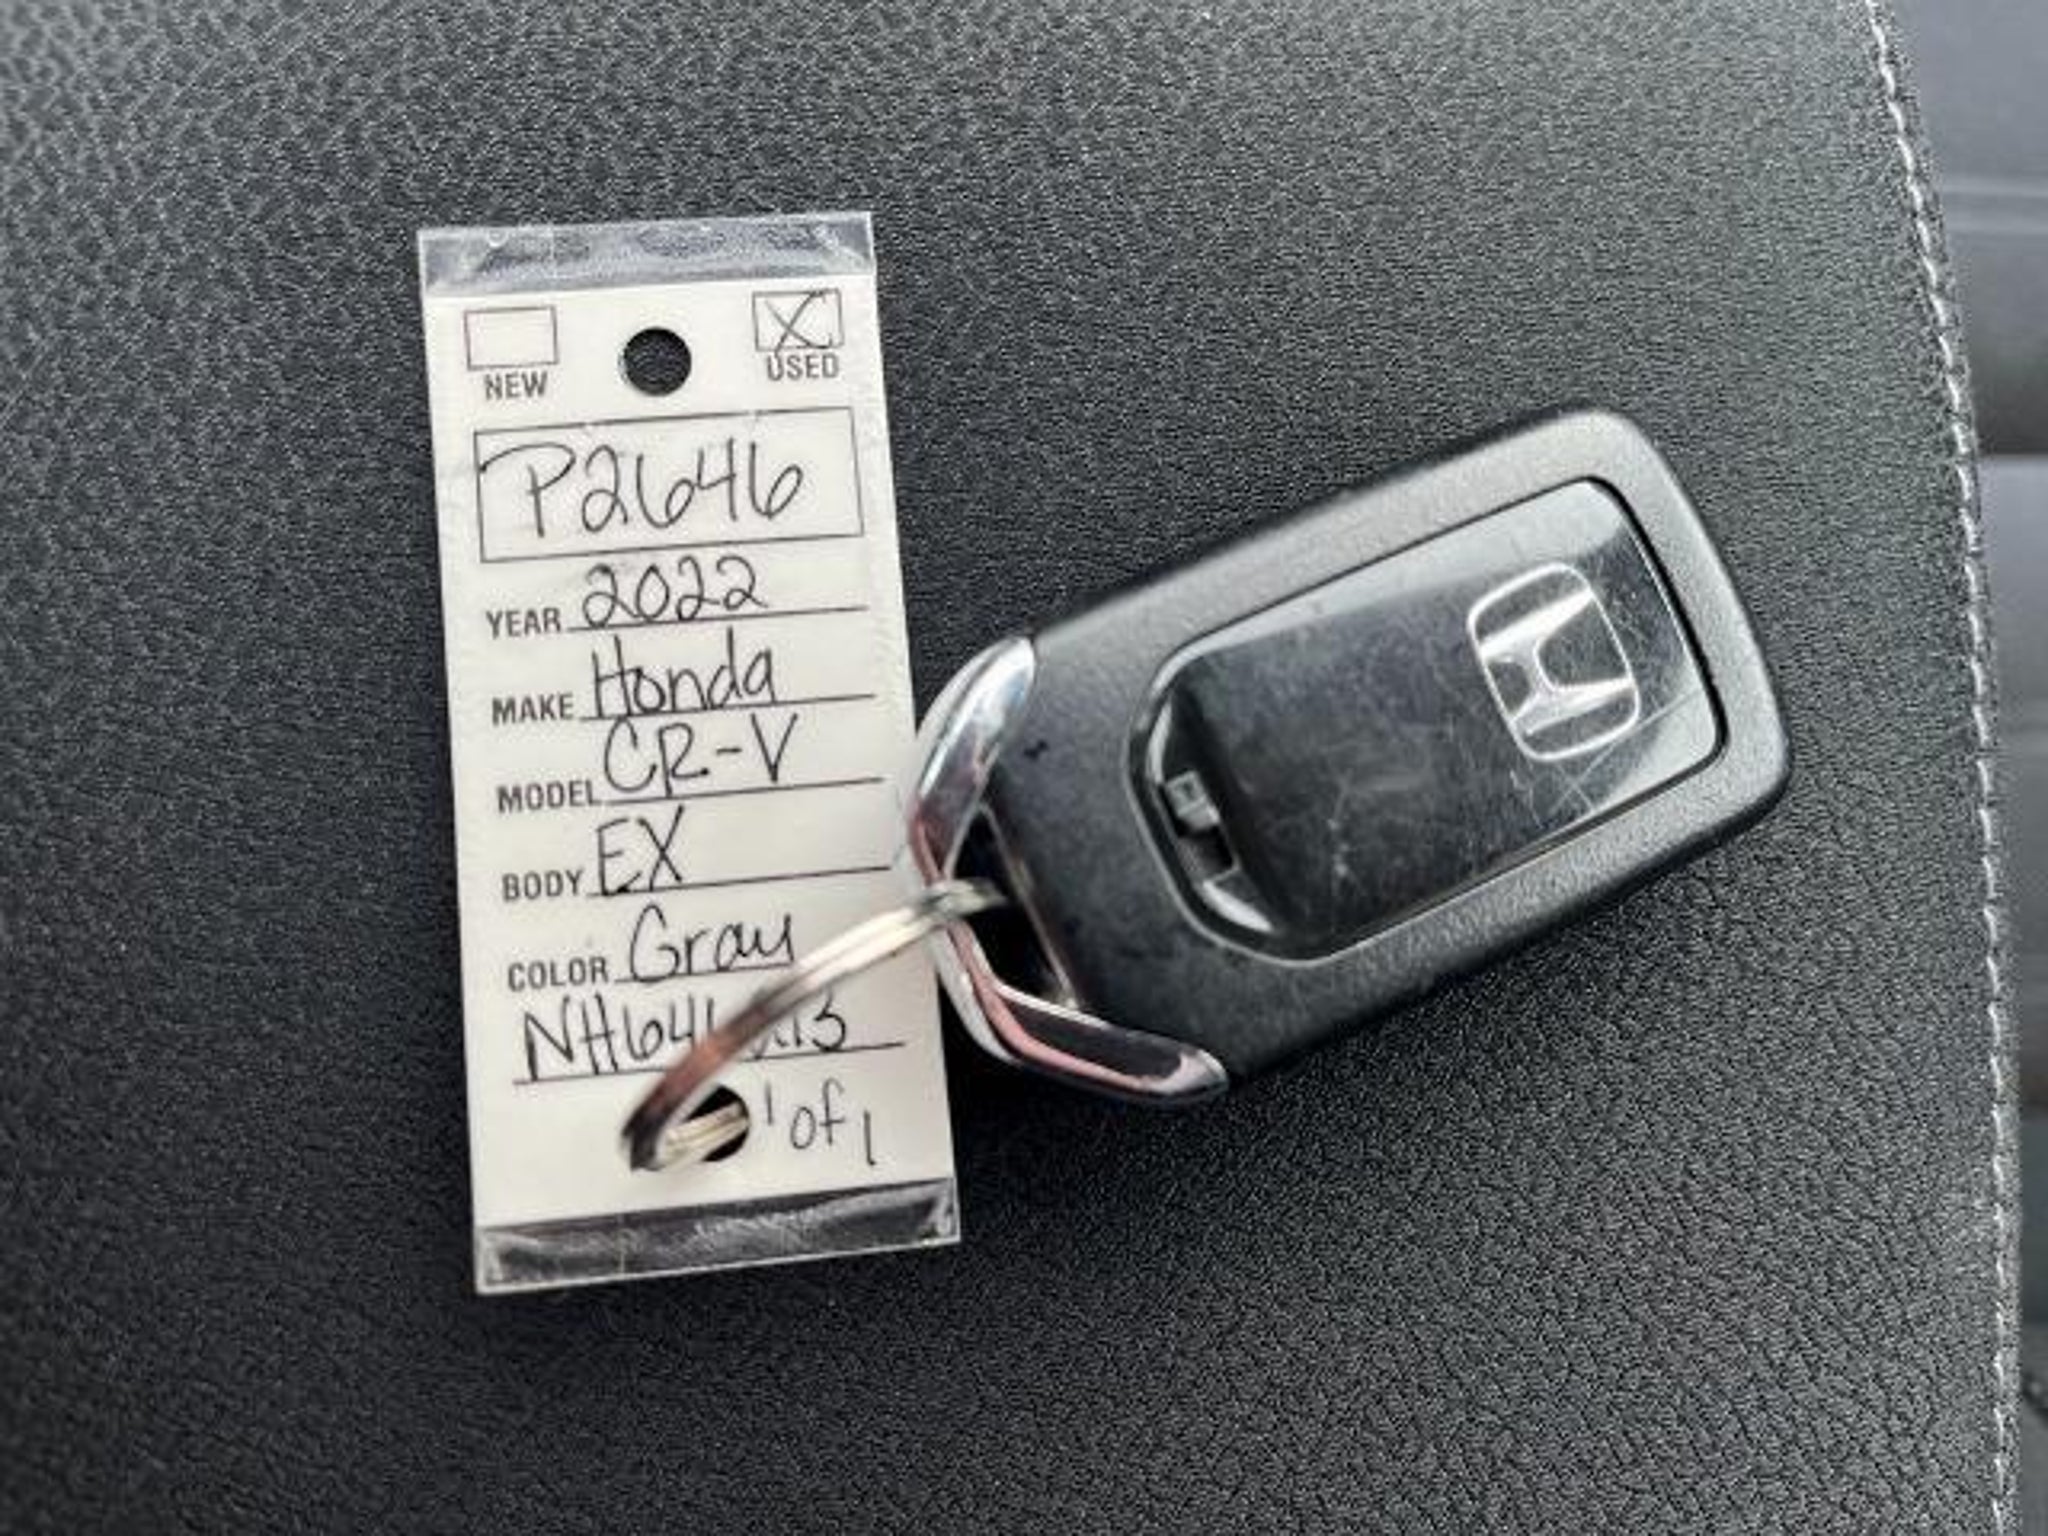 NEW USED
P2646
YEAR 2022
MAKE Honda
MODEL CR-V
BODY EX
COLOR Gray
1 of 1